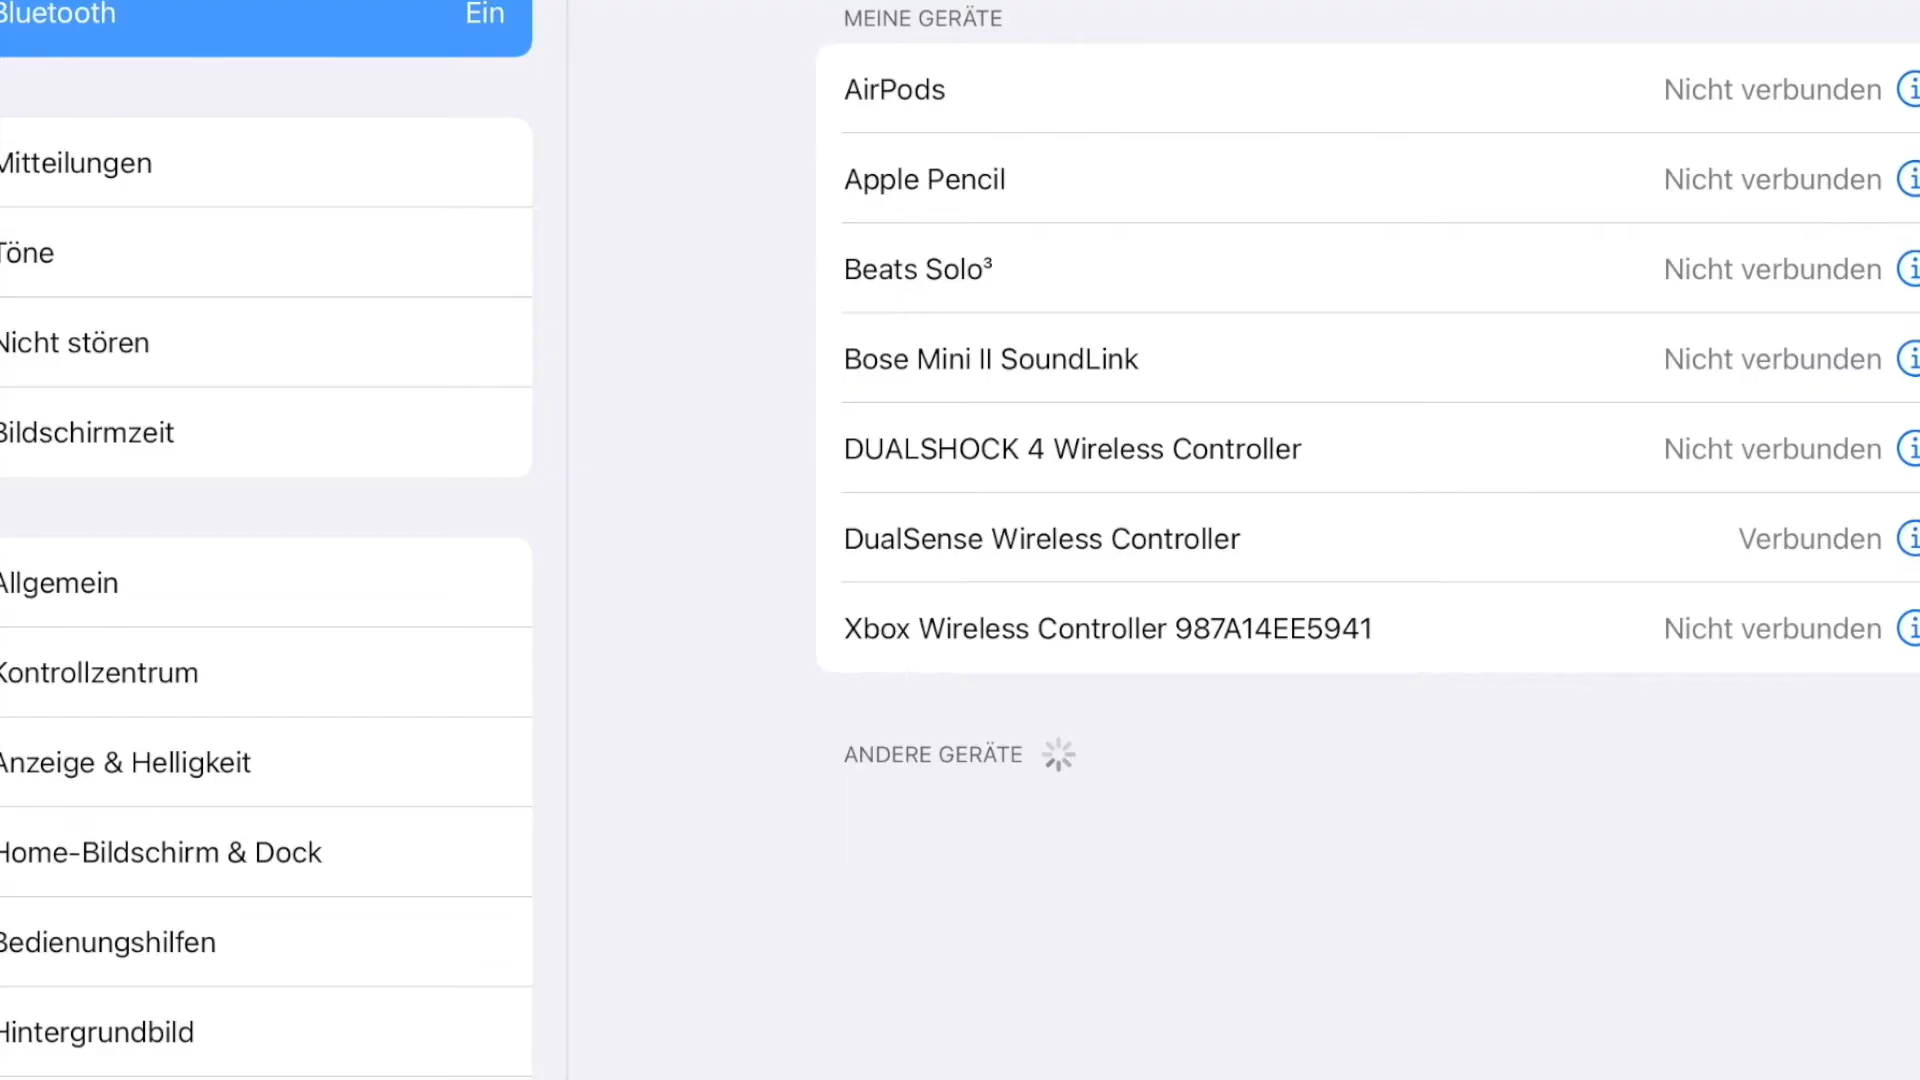 Bluetooth Ein
Mitteilungen
Töne
Nicht stören
Bildschirmzeit
Allgemein
Kontrollzentrum
Anzeige & Helligkeit
Home-Bildschirm & Dock
Bedienungshilfen
Hintergrundbild
MEINE GERÄTE
AirPods Nicht verbunden
Apple Pencil Nicht verbunden
Beats Solo³ Nicht verbunden
Bose Mini II SoundLink Nicht verbunden
DUALSHOCK 4 Wireless Controller Nicht verbunden
DualSense Wireless Controller Verbunden
Xbox Wireless Controller 987A14EE5941 Nicht verbunden
ANDERE GERÄTE